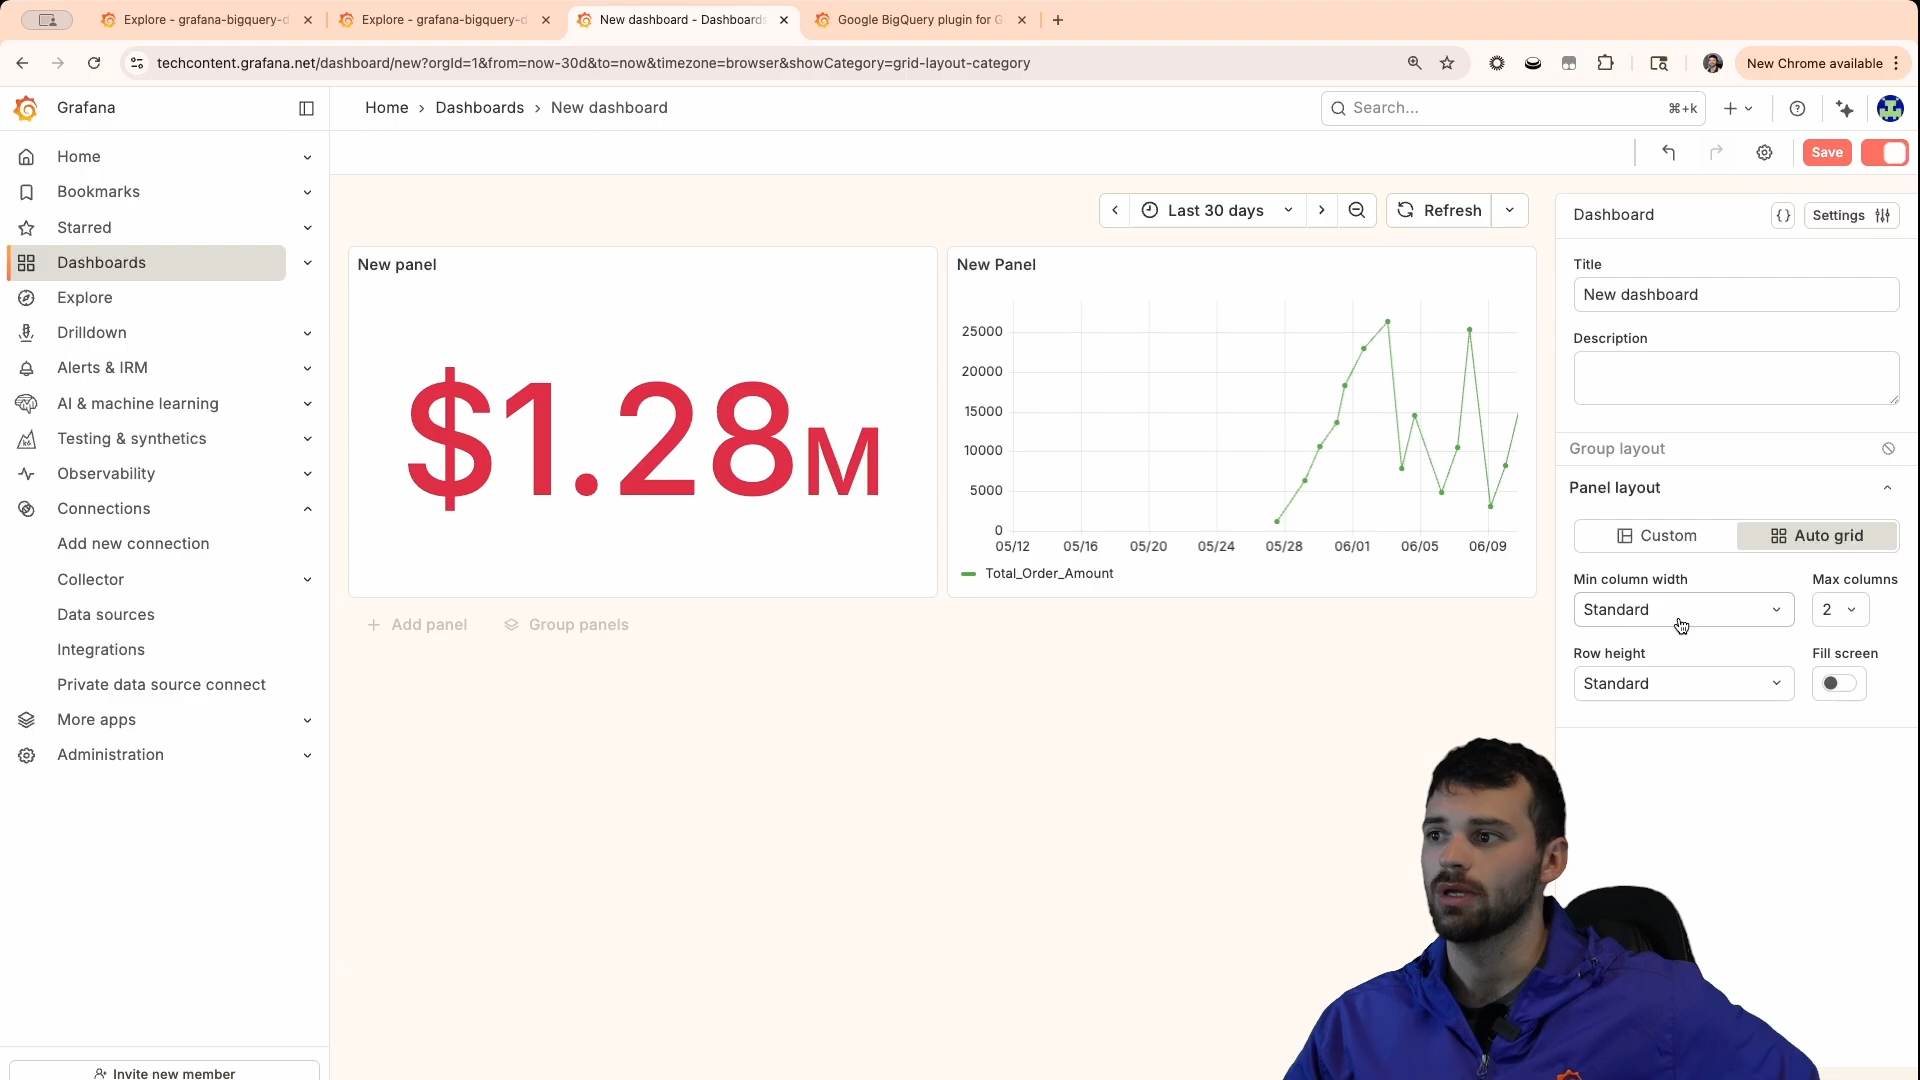 Explore - grafana-bigquery-d
Explore - grafana-bigquery-d
New dashboard - Dashboards
Google BigQuery plugin for G
techcontent.grafana.net/dashboard/new?orgId=1&from=now-30d&to=now&timezone=browser&showCategory=grid-layout-category
New Chrome available
Grafana
Home › Dashboards › New dashboard
Search...
⌘+k
Save
Home
Bookmarks
Starred
Dashboards
Explore
Drilldown
Alerts & IRM
AI & machine learning
Testing & synthetics
Observability
Connections
Add new connection
Collector
Data sources
Integrations
Private data source connect
More apps
Administration
Invite new member
Last 30 days
Refresh
New panel
$1.28M
New Panel
25000
20000
15000
10000
5000
0
05/12 05/16 05/20 05/24 05/28 06/01 06/05 06/09
Total_Order_Amount
+ Add panel
Group panels
Dashboard
{}
Settings
Title
New dashboard
Description
Group layout
Panel layout
Custom
Auto grid
Min column width
Max columns
Standard
2
Row height
Fill screen
Standard